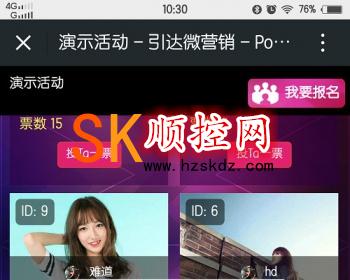 4G
G
10:30
76%
演示活动 - 引达微营销 - Po...
演示活动
我要报名
票数 15
SK 顺控网
投Ta一票
投Ta一票
www.hzskdz.com
ID: 9
ID: 6
难道
hd